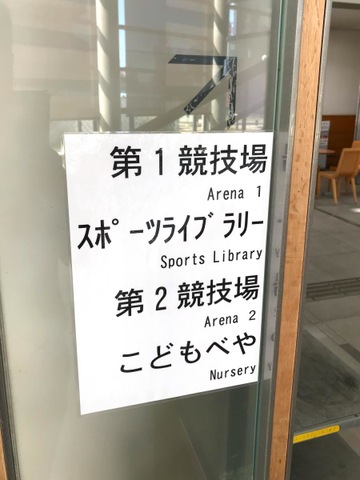 第1競技場
Arena 1
スポーツライブラリー
Sports Library
第2競技場
Arena 2
こどもべや
Nursery